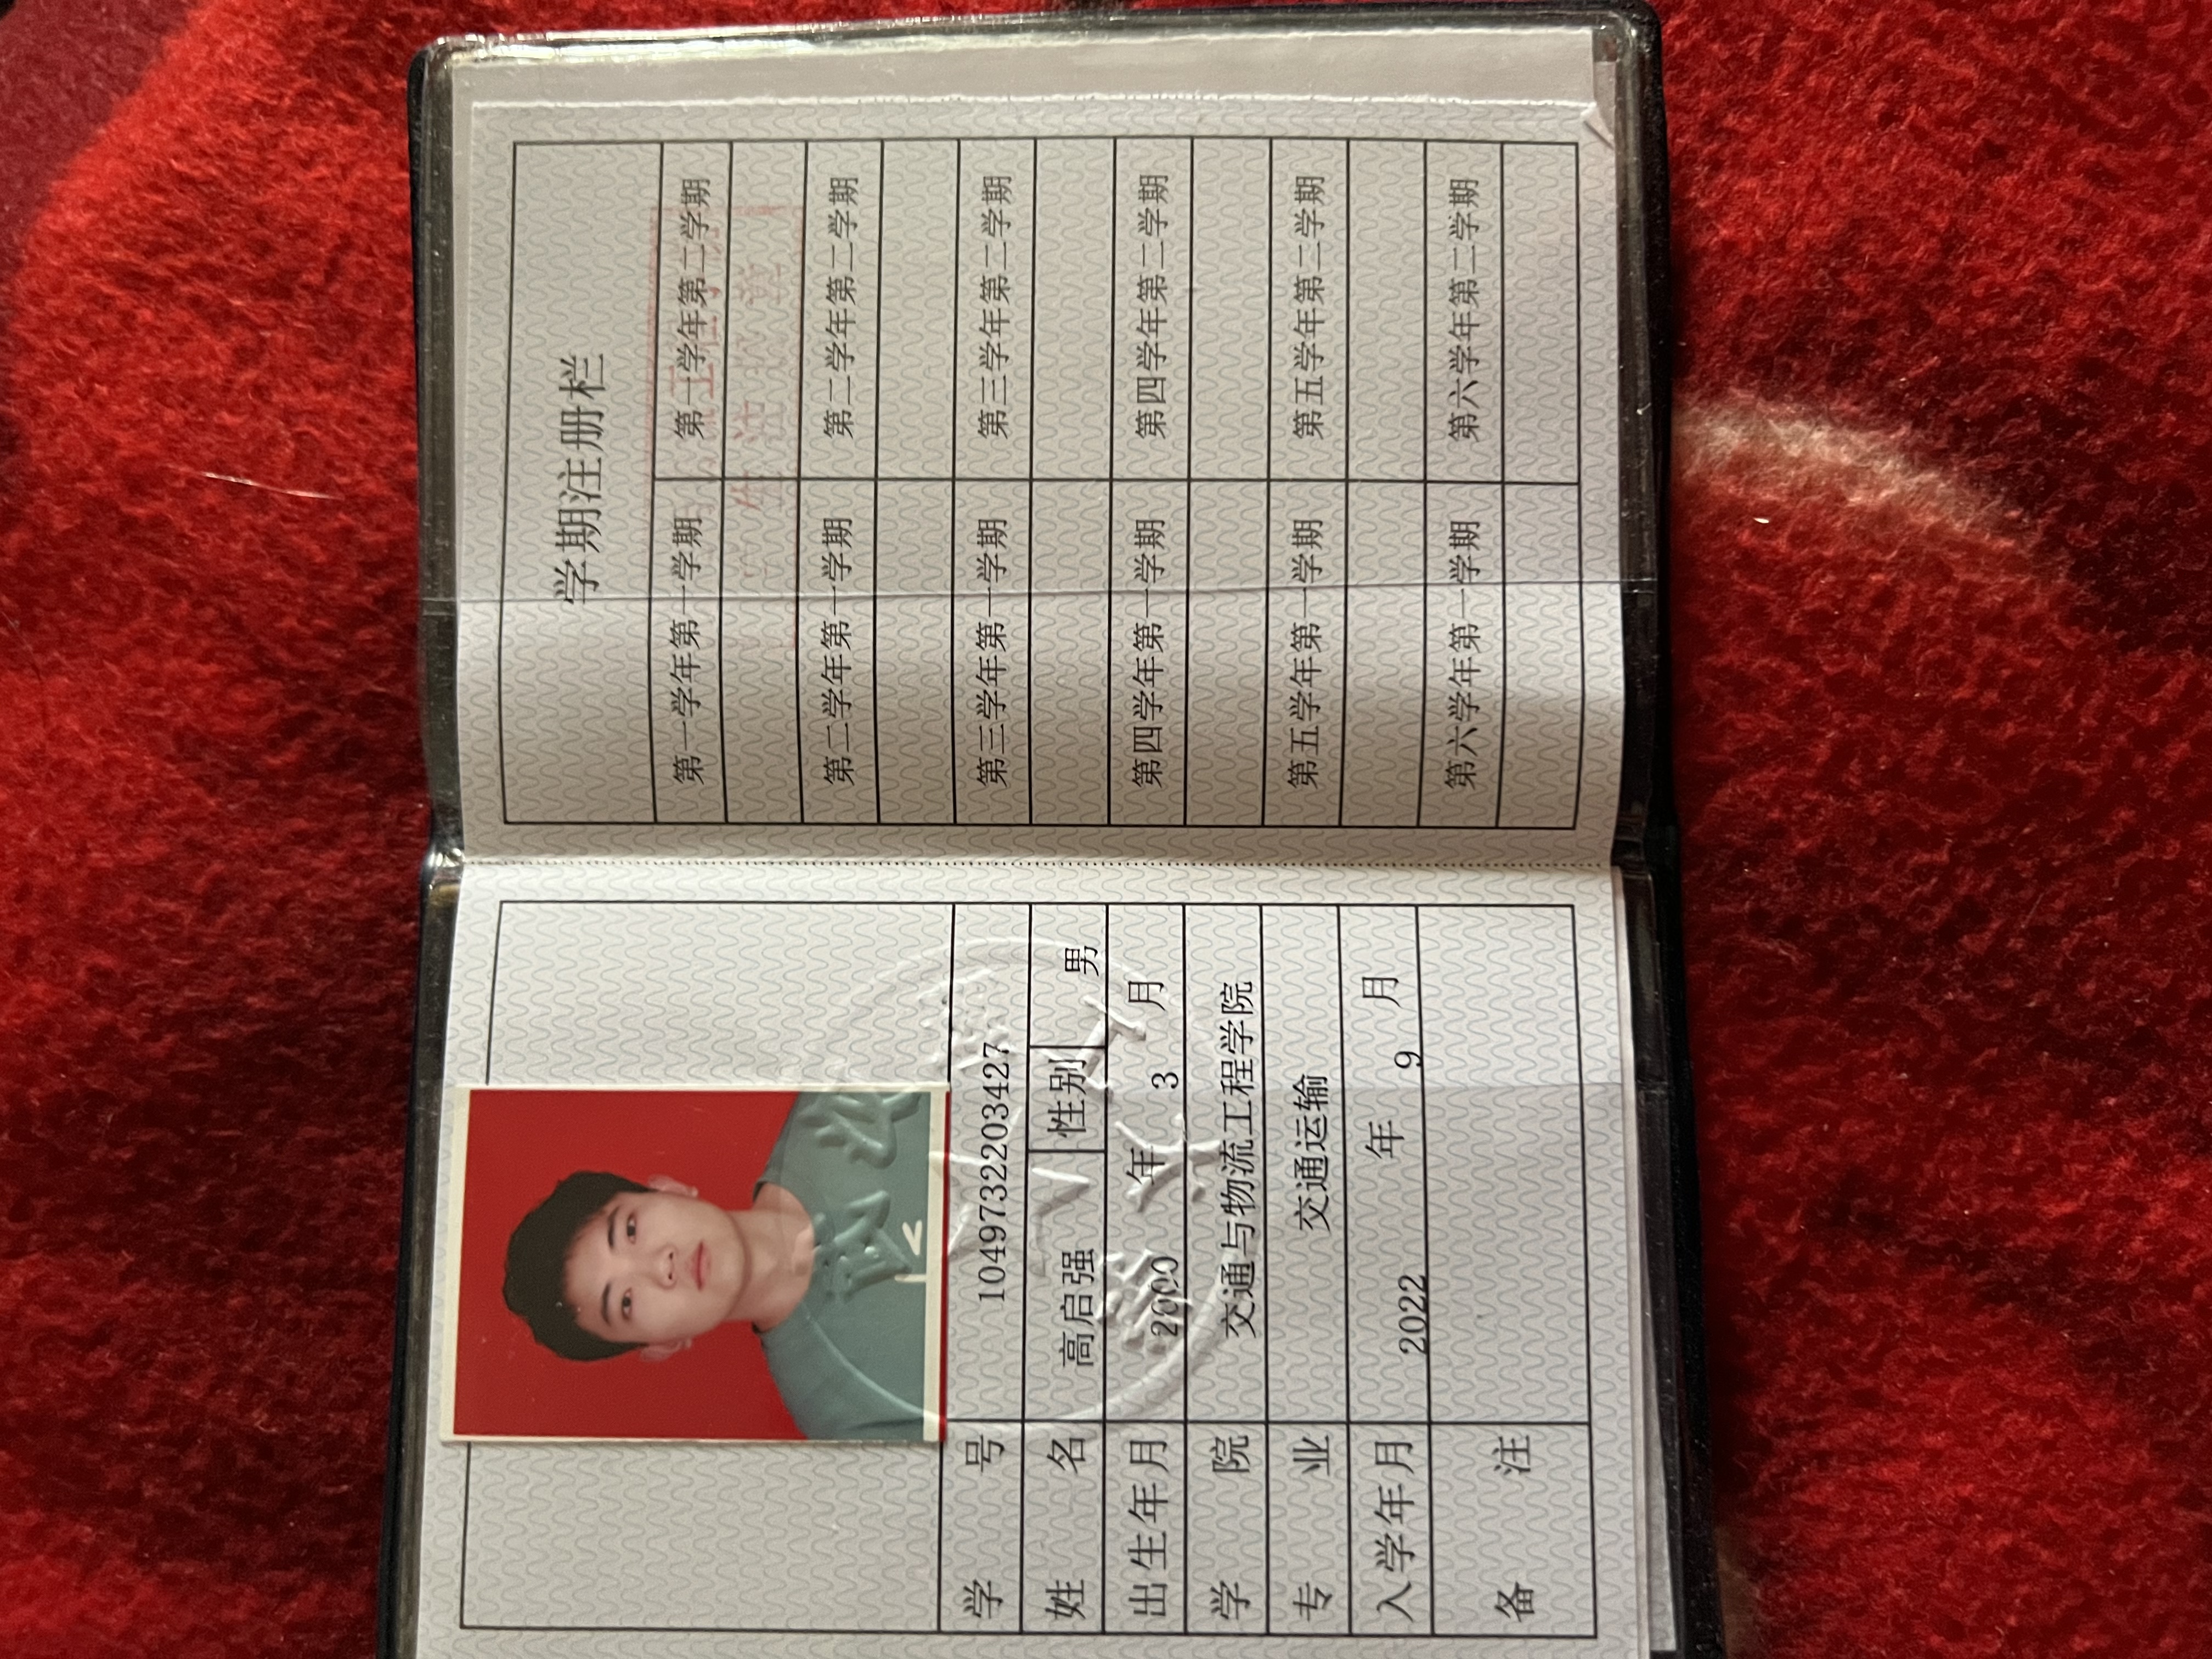 学号 1049732203427
姓名 高启强 性别 男
出生年月 2000 年 3 月
学院 交通与物流工程学院
专业 交通运输
入学年月 2022 年 9 月
备注
学期注册栏
第一学年第一学期 第一学年第二学期
第二学年第一学期 第二学年第二学期
第三学年第一学期 第三学年第二学期
第四学年第一学期 第四学年第二学期
第五学年第一学期 第五学年第二学期
第六学年第一学期 第六学年第二学期